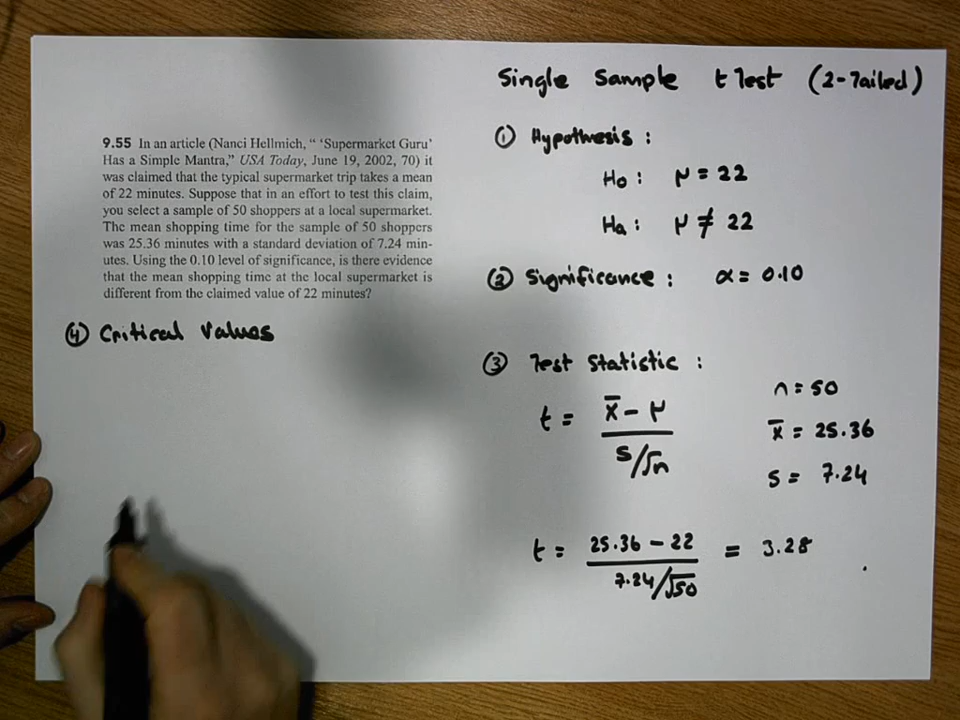 Single Sample t Test (2-Tailed)
9.55 In an article (Nanci Hellmich, “ ‘Supermarket Guru’
Has a Simple Mantra,” USA Today, June 19, 2002, 70) it
was claimed that the typical supermarket trip takes a mean
of 22 minutes. Suppose that in an effort to test this claim,
you select a sample of 50 shoppers at a local supermarket.
The mean shopping time for the sample of 50 shoppers
was 25.36 minutes with a standard deviation of 7.24 min-
utes. Using the 0.10 level of significance, is there evidence
that the mean shopping time at the local supermarket is
different from the claimed value of 22 minutes?
① Hypothesis :
Ho : μ = 22
Ha : μ ≠ 22
② Significance : α = 0.10
③ Test Statistic :
t = x̄ - μ / s/√n
n = 50
x̄ = 25.36
s = 7.24
t = 25.36 - 22 / 7.24/√50 = 3.28
④ Critical Values